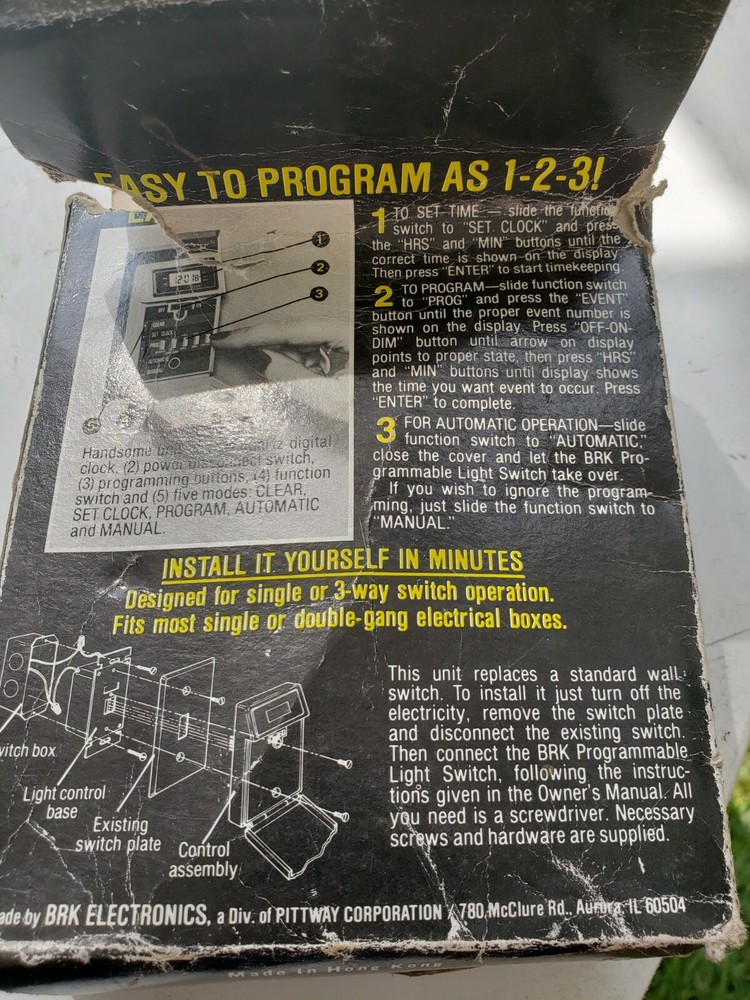 EASY TO PROGRAM AS 1-2-3!
1 TO SET TIME — slide the function
switch to "SET. CLOCK" and press
the "HRS" and "MIN" buttons until the
correct time is shown on the display.
Then press "ENTER" to start timekeeping.
2 TO PROGRAM—slide function switch
to "PROG" and press the "EVENT"
button until the proper event number is
shown on the display. Press "OFF-ON-
DIM" button until arrow on display
points to proper state, then press "HRS"
and "MIN" buttons until display shows
the time you want event to occur. Press
"ENTER" to complete.
3 FOR AUTOMATIC OPERATION—slide
function switch to "AUTOMATIC,"
close the cover and let the BRK Pro-
grammable Light Switch take over.
If you wish to ignore the program-
ming, just slide the function switch to
"MANUAL."
1
2
3
5
CLEAR
SET CLOCK
Handsome digital
clock, (2) power disconnect switch,
(3) programming buttons, (4) function
switch and (5) five modes: CLEAR,
SET CLOCK, PROGRAM, AUTOMATIC
and MANUAL.
INSTALL IT YOURSELF IN MINUTES
Designed for single or 3-way switch operation.
Fits most single or double-gang electrical boxes.
This unit replaces a standard wall
switch. To install it just turn off the
electricity, remove the switch plate
and disconnect the existing switch.
Then connect the BRK Programmable
Light Switch, following the instruc-
tions given in the Owner's Manual. All
you need is a screwdriver. Necessary
screws and hardware are supplied.
witch box
Light control
base
Existing
switch plate
Control
assembly
ade by BRK ELECTRONICS, a Div. of PITTWAY CORPORATION / 780 McClure Rd., Aurora, IL 60504
Made in Hong Kong